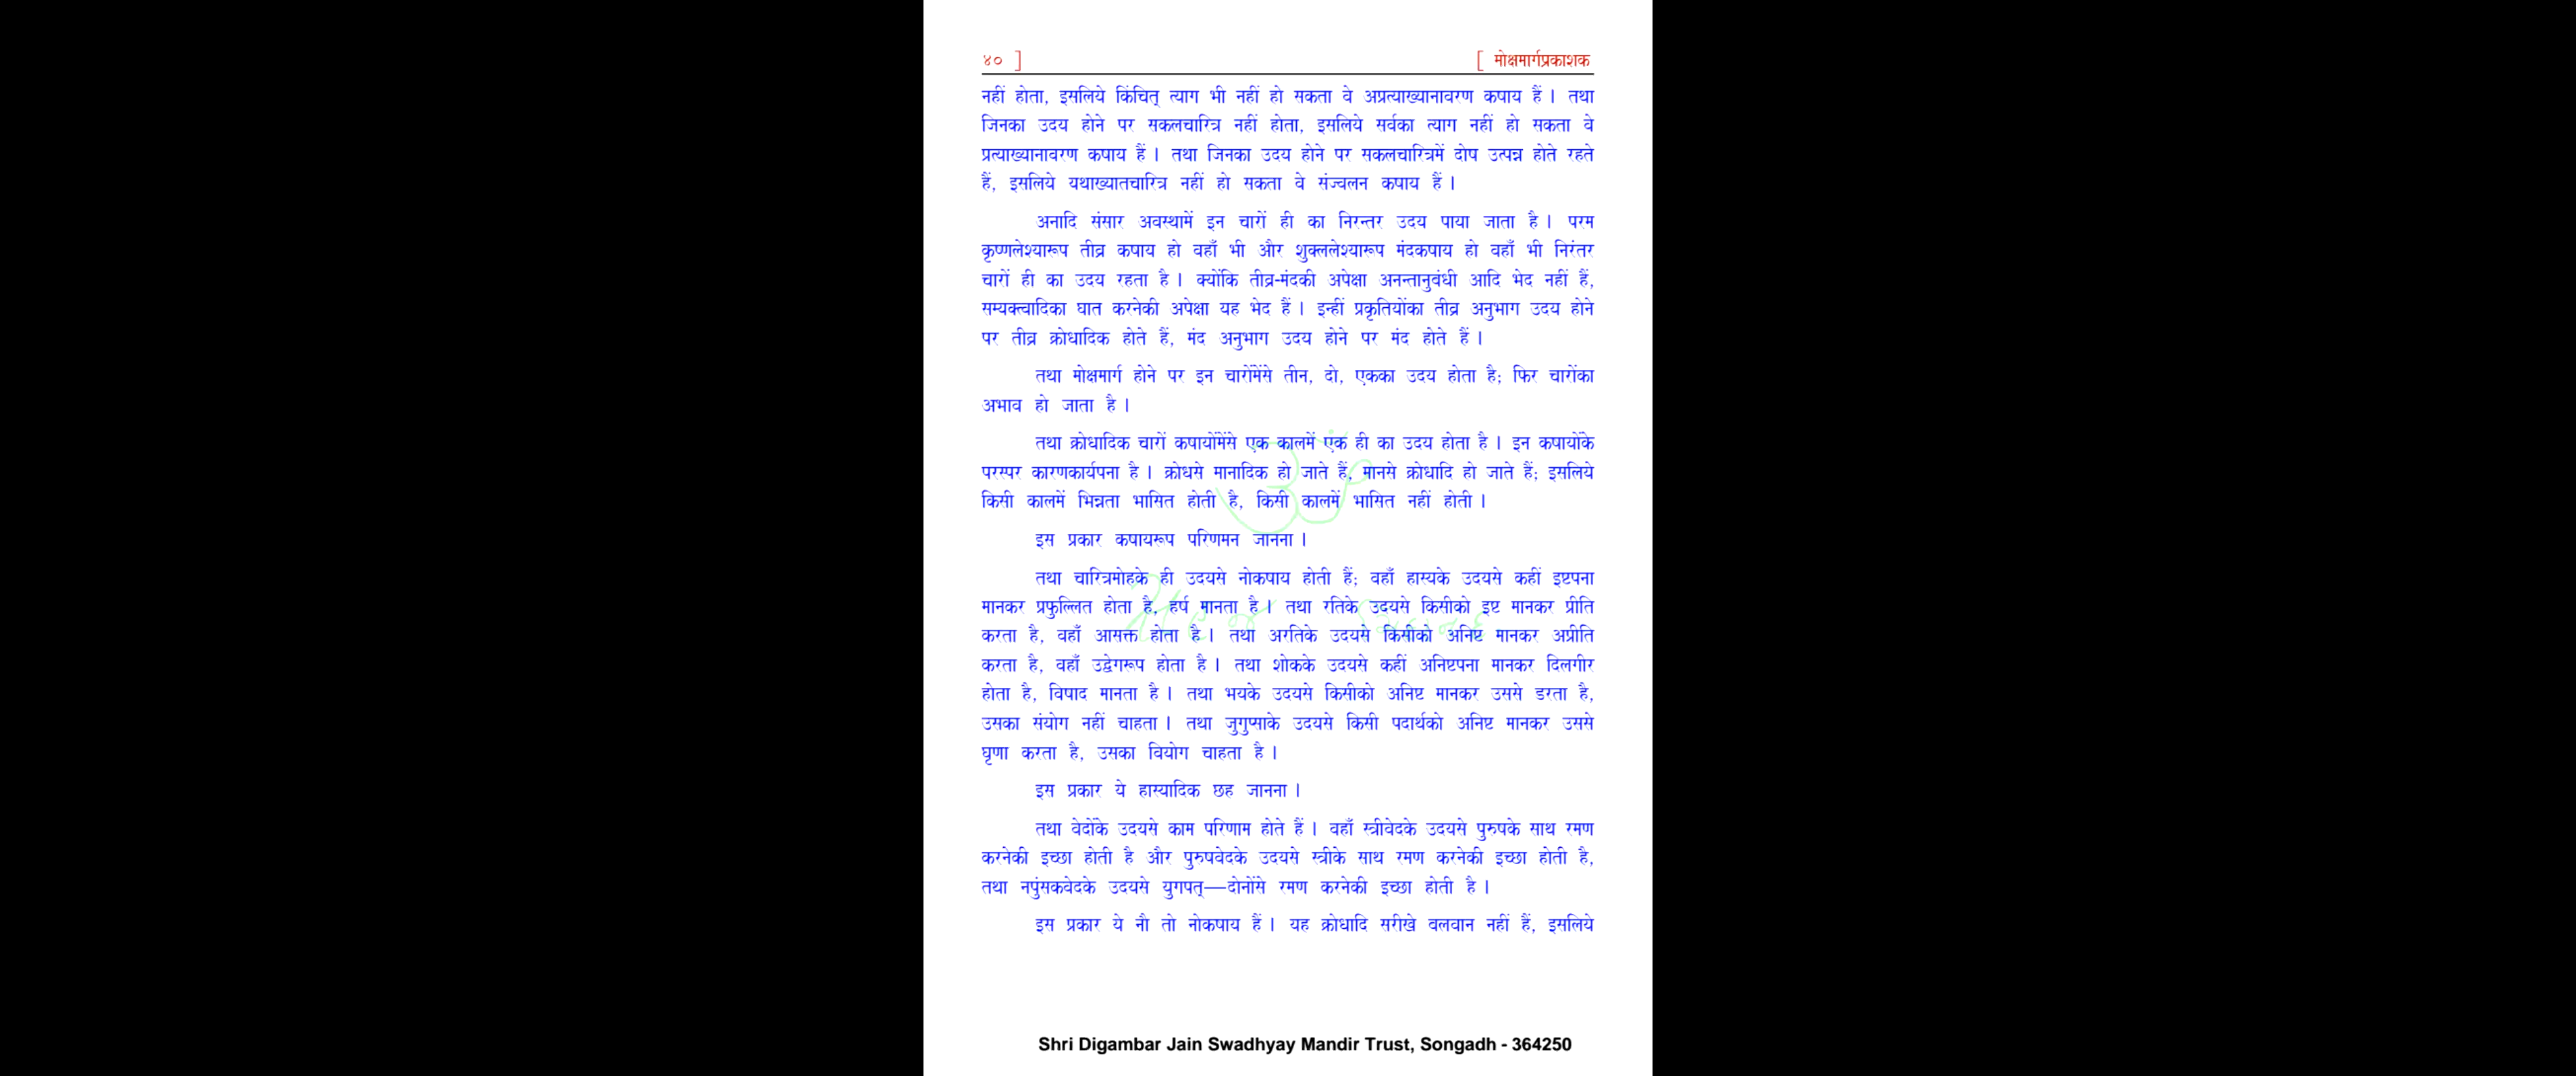 ४० ]
[ मोक्षमार्गप्रकाशक
नहीं होता, इसलिये किंचित् त्याग भी नहीं हो सकता वे अप्रत्याख्यानावरण कषाय हैं । तथा
जिनका उदय होने पर सकलचारित्र नहीं होता, इसलिये सर्वका त्याग नहीं हो सकता वे
प्रत्याख्यानावरण कषाय हैं । तथा जिनका उदय होने पर सकलचारित्रमें दोष उत्पन्न होते रहते
हैं, इसलिये यथाख्यातचारित्र नहीं हो सकता वे संज्वलन कषाय हैं ।
अनादि संसार अवस्थामें इन चारों ही का निरन्तर उदय पाया जाता है । परम
कृष्णलेश्यारूप तीव्र कषाय हो वहाँ भी और शुक्ललेश्यारूप मंदकषाय हो वहाँ भी निरंतर
चारों ही का उदय रहता है । क्योंकि तीव्र-मंदकी अपेक्षा अनन्तानुबंधी आदि भेद नहीं हैं,
सम्यक्त्वादिका घात करनेकी अपेक्षा यह भेद हैं । इन्हीं प्रकृतियोंका तीव्र अनुभाग उदय होने
पर तीव्र क्रोधादिक होते हैं, मंद अनुभाग उदय होने पर मंद होते हैं ।
तथा मोक्षमार्ग होने पर इन चारोंमेंसे तीन, दो, एकका उदय होता है; फिर चारोंका
अभाव हो जाता है ।
तथा क्रोधादिक चारों कषायोंमेंसे एक कालमें एक ही का उदय होता है । इन कषायोंके
परस्पर कारणकार्यपना है । क्रोधसे मानादिक हो जाते हैं, मानसे क्रोधादि हो जाते हैं; इसलिये
किसी कालमें भिन्नता भासित होती है, किसी कालमें भासित नहीं होती ।
इस प्रकार कषायरूप परिणमन जानना ।
तथा चारित्रमोहके ही उदयसे नोकषाय होती हैं; वहाँ हास्यके उदयसे कहीं इष्टपना
मानकर प्रफुल्लित होता है, हर्ष मानता है । तथा रतिके उदयसे किसीको इष्ट मानकर प्रीति
करता है, वहाँ आसक्त होता है । तथा अरतिके उदयसे किसीको अनिष्ट मानकर अप्रीति
करता है, वहाँ उद्वेगरूप होता है । तथा शोकके उदयसे कहीं अनिष्टपना मानकर दिलगीर
होता है, विषाद मानता है । तथा भयके उदयसे किसीको अनिष्ट मानकर उससे डरता है,
उसका संयोग नहीं चाहता । तथा जुगुप्साके उदयसे किसी पदार्थको अनिष्ट मानकर उससे
घृणा करता है, उसका वियोग चाहता है ।
इस प्रकार ये हास्यादिक छह जानना ।
तथा वेदोंके उदयसे काम परिणाम होते हैं । वहाँ स्त्रीवेदके उदयसे पुरुषके साथ रमण
करनेकी इच्छा होती है और पुरुषवेदके उदयसे स्त्रीके साथ रमण करनेकी इच्छा होती है,
तथा नपुंसकवेदके उदयसे युगपत्—दोनोंसे रमण करनेकी इच्छा होती है ।
इस प्रकार ये नौ तो नोकषाय हैं । यह क्रोधादि सरीखे बलवान नहीं हैं, इसलिये
Shri Digambar Jain Swadhyay Mandir Trust, Songadh - 364250